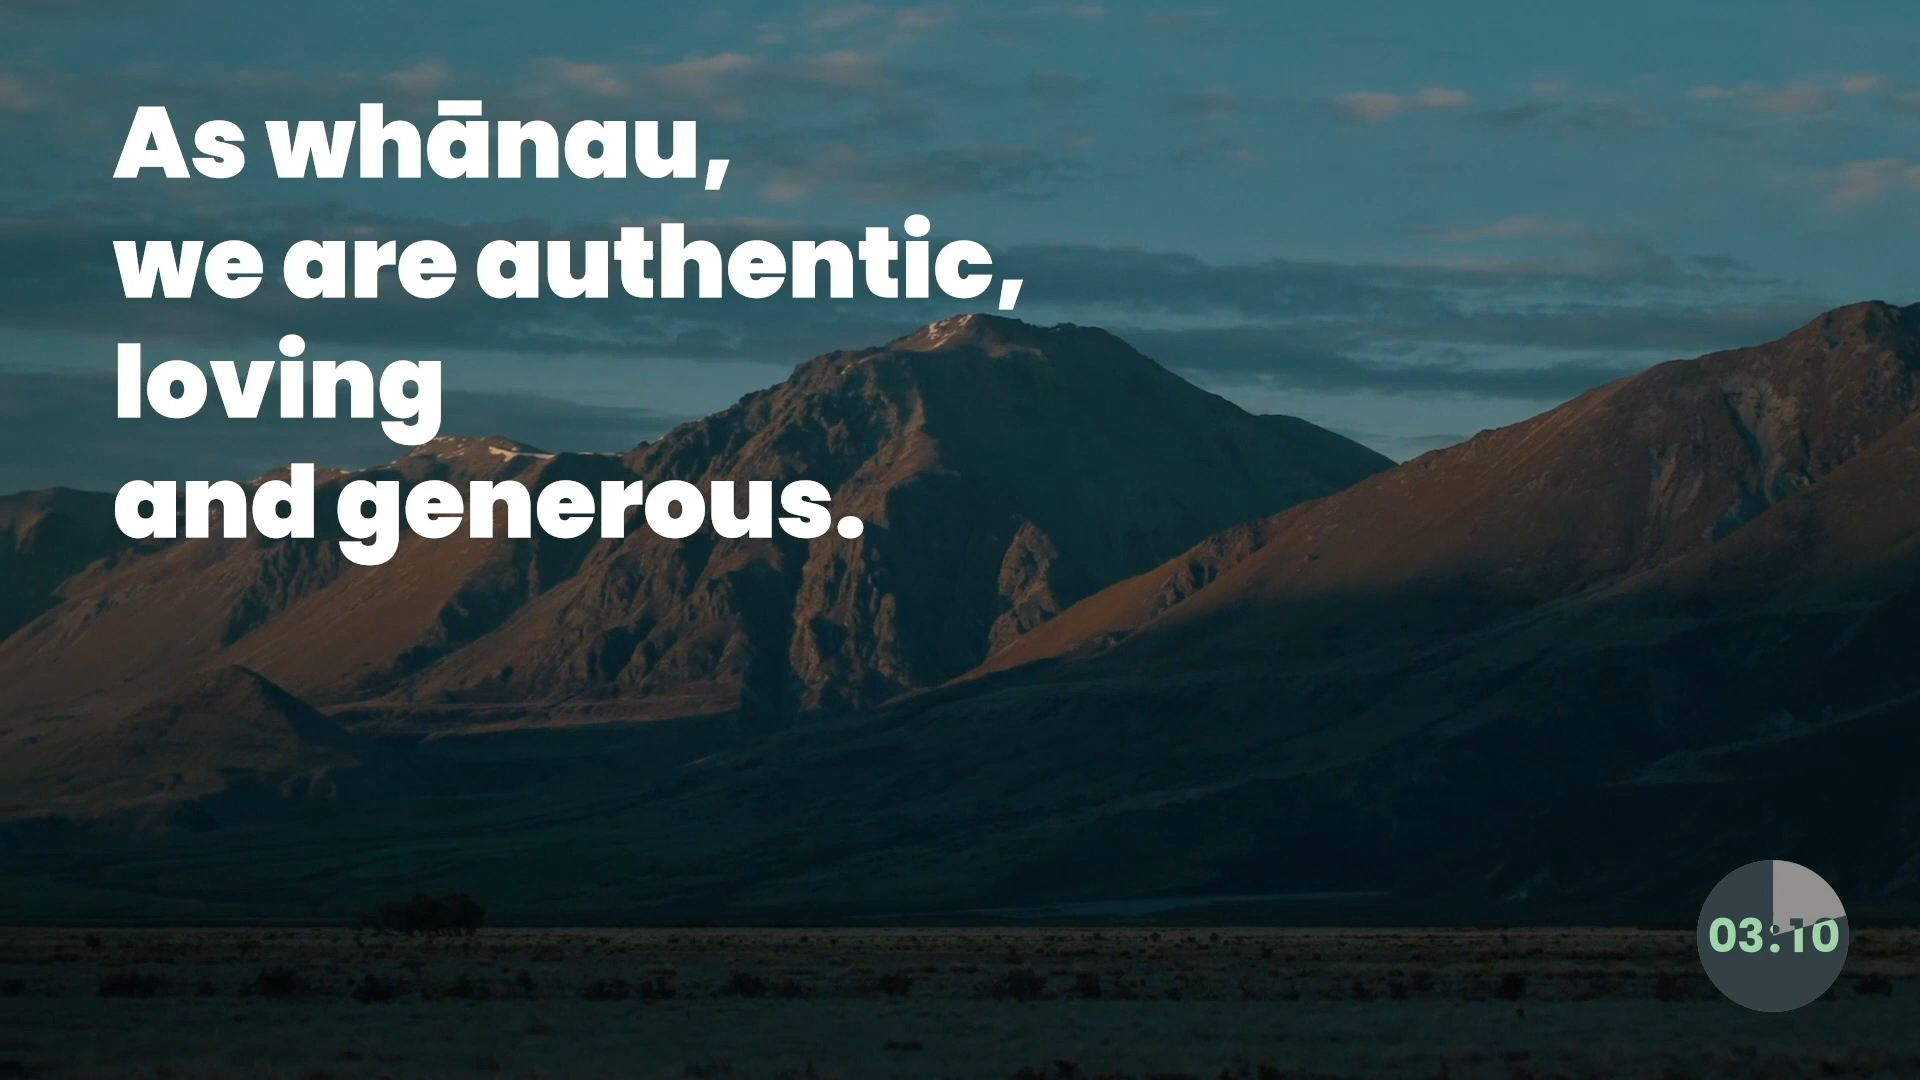 As whānau,
we are authentic,
loving
and generous.
03:10